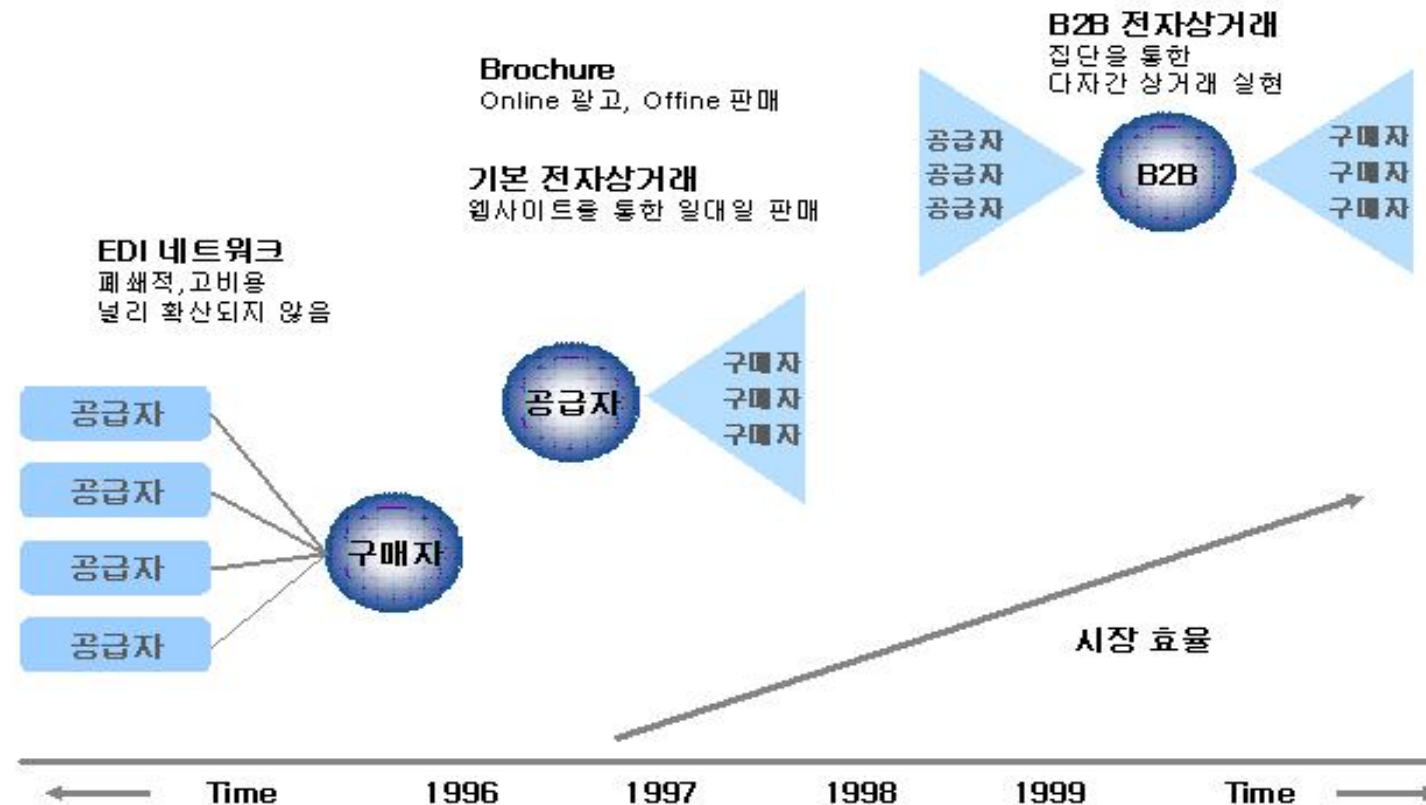 B2B 전자상거래
집단을 통한
다자간 상거래 실현
Brochure
Online 광고, Offine 판매
기본 전자상거래
웹사이트을 통한 일대일 판매
EDI 네트워크
폐쇄적,고비용
널리 확산되지 않음
공급자
공급자
공급자
B2B
구매자
구매자
구매자
공급자
구매자
구매자
구매자
공급자
공급자
공급자
공급자
구매자
시장 효율
Time 1996 1997 1998 1999 Time